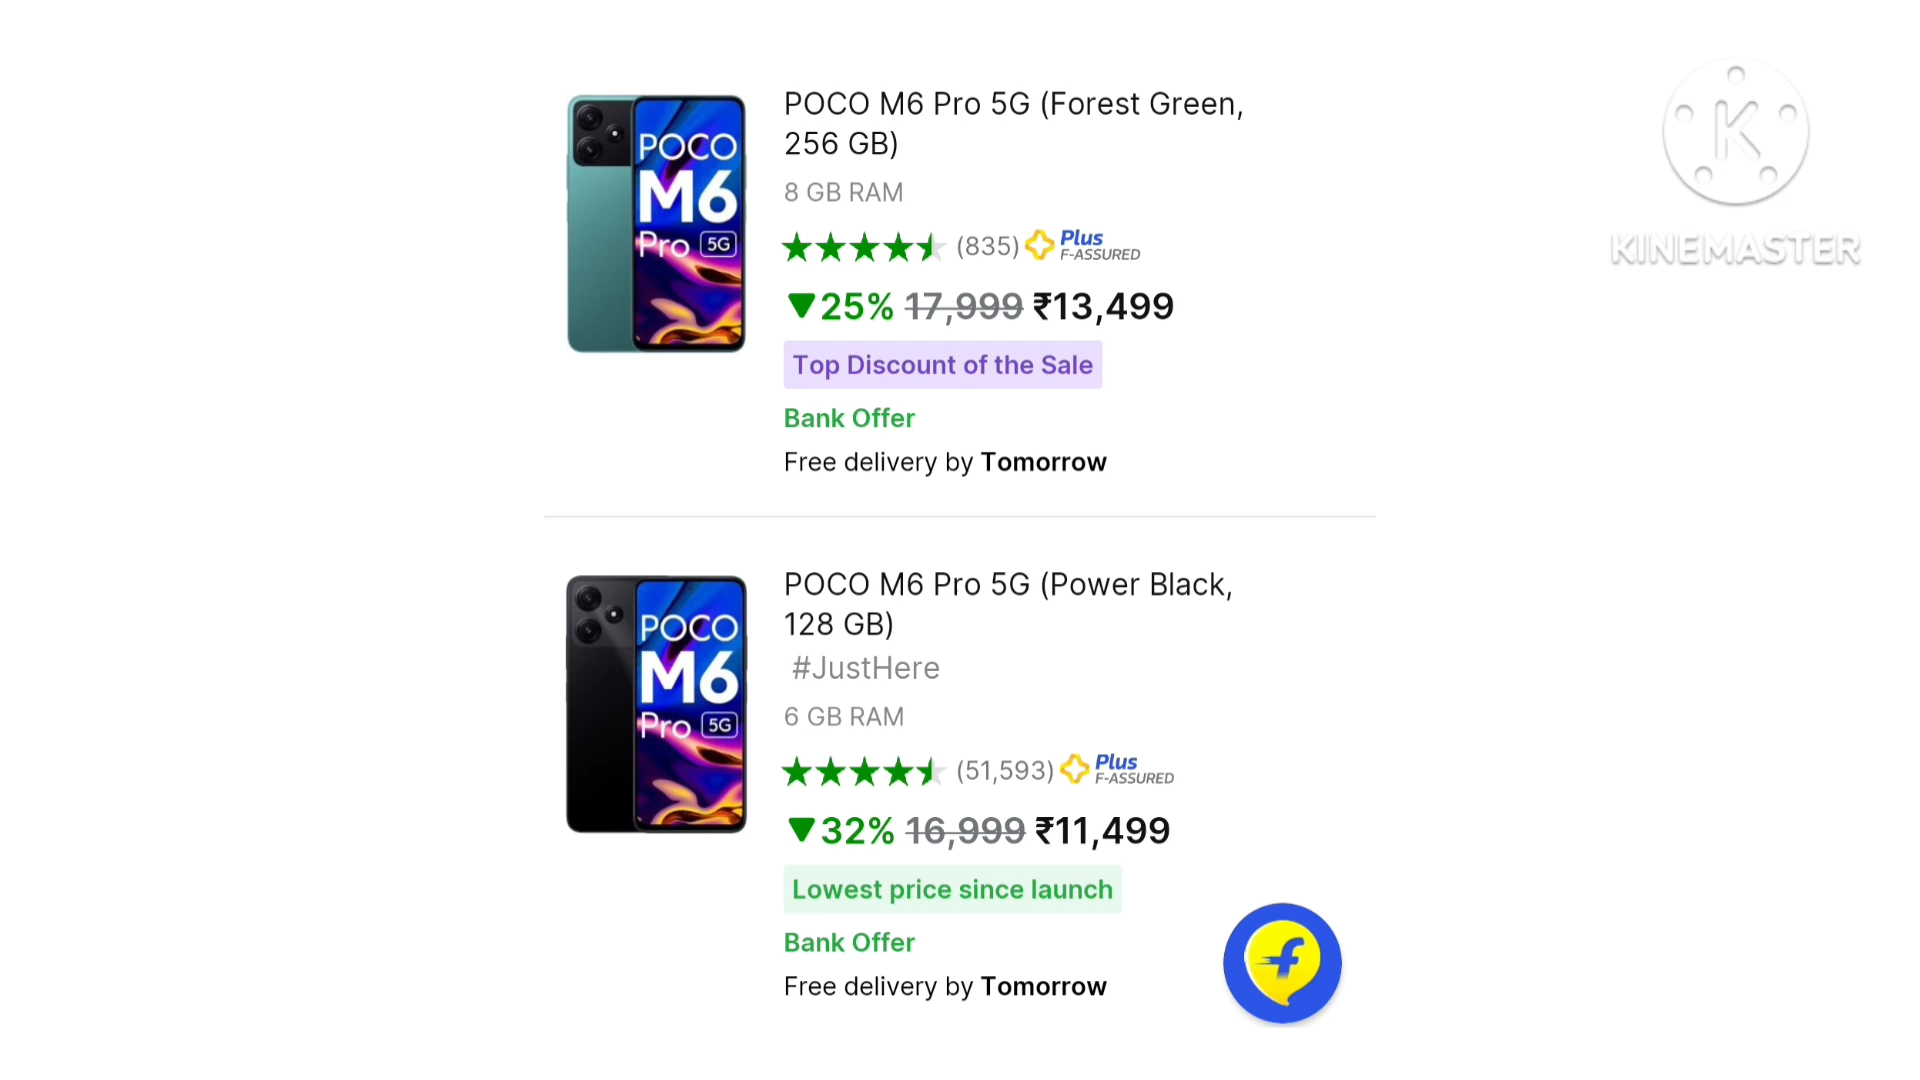 POCO M6 Pro 5G (Forest Green,
256 GB)
8 GB RAM
(835) Plus
F-ASSURED
25% 17,999 ₹13,499
Top Discount of the Sale
Bank Offer
Free delivery by Tomorrow
POCO
M6
Pro 5G
POCO M6 Pro 5G (Power Black,
128 GB)
#JustHere
6 GB RAM
(51,593) Plus
F-ASSURED
32% 16,999 ₹11,499
Lowest price since launch
Bank Offer
Free delivery by Tomorrow
POCO
M6
Pro 5G
f
K
KINEMASTER